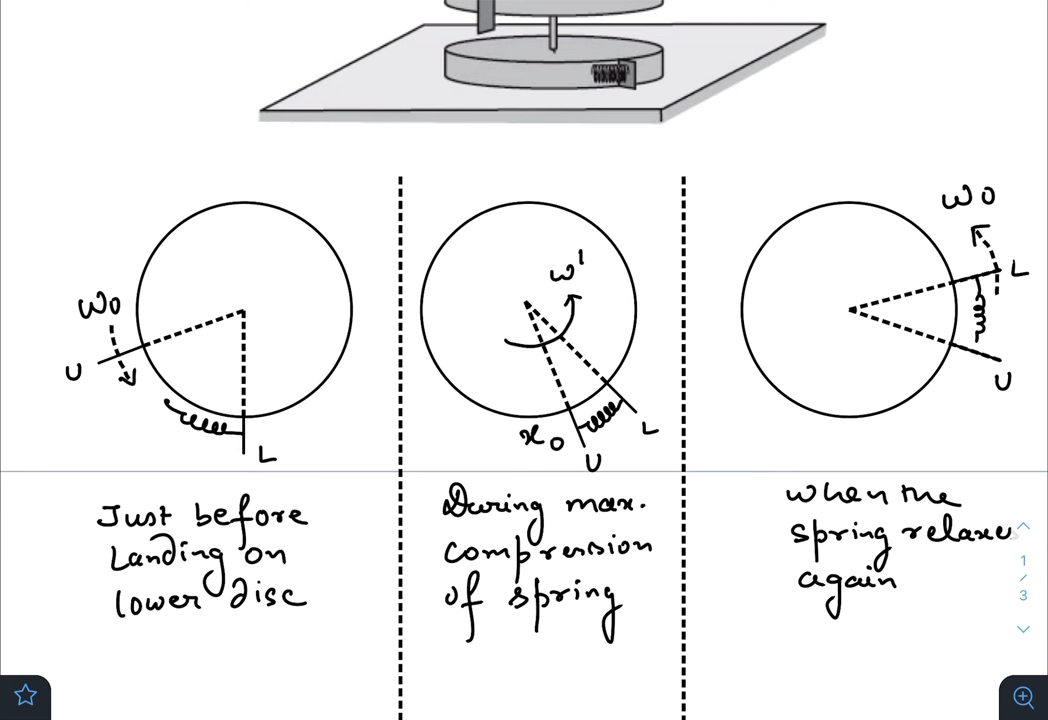 ω0
U
L
ω'
x0
U
L
ω0
L
U
Just before
Landing on
lower disc
During max.
compression
of spring
when the
spring relaxes
again
1
/
3